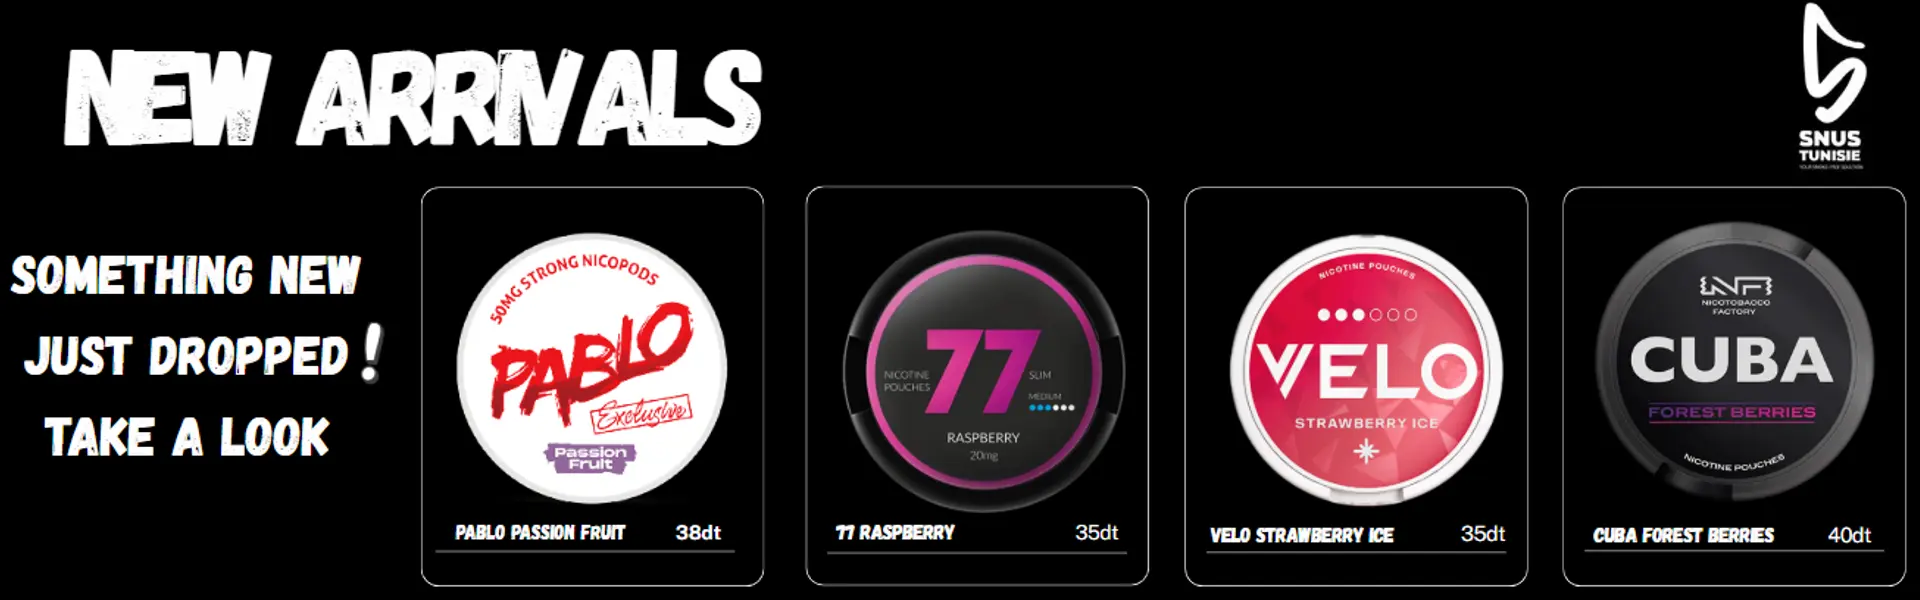 NEW ARRIVALS
SNUS
TUNISIE
SOMETHING NEW
JUST DROPPED!
TAKE A LOOK
50MG STRONG NICOPODS
PABLO
Exclusive
Passion
Fruit
PABLO PASSION FRUIT 38dt
77
NICOTINE
POUCHES
SLIM
MEDIUM
RASPBERRY
20mg
77 RASPBERRY 35dt
NICOTINE POUCHES
VELO
STRAWBERRY ICE
VELO STRAWBERRY ICE 35dt
NICOTOBACCO
FACTORY
CUBA
FOREST BERRIES
NICOTINE POUCHES
CUBA FOREST BERRIES 40dt